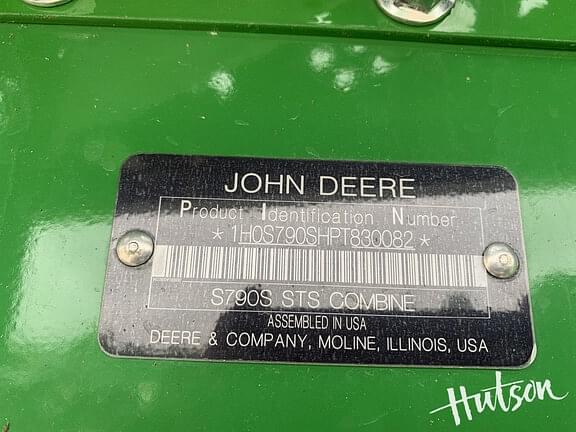 JOHN DEERE
Product Identification Number
*1H0S790SHPT830082*
S790S STS COMBINE
ASSEMBLED IN USA
DEERE & COMPANY, MOLINE, ILLINOIS, USA
Hutson